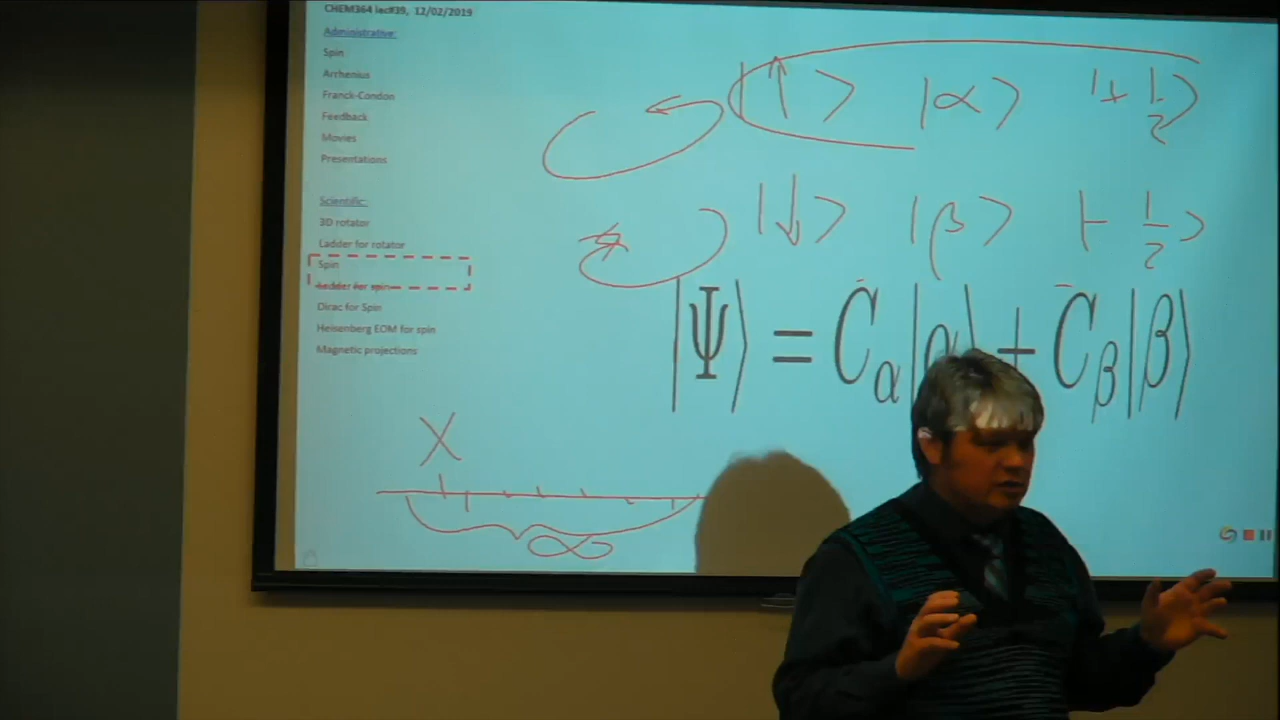 CHEM364 lec#39, 12/02/2019
Administrative:
Spin
Arrhenius
Franck-Condon
Feedback
Movies
Presentations
Scientific:
3D rotator
Ladder for rotator
Spin
Ladder for spin
Dirac for Spin
Heisenberg EOM for spin
Magnetic projections
|↑⟩ |α⟩ |+ 1/2⟩
|↓⟩ |β⟩ |- 1/2⟩
|Ψ⟩ = C_α|α⟩ + C_β|β⟩
X
∞